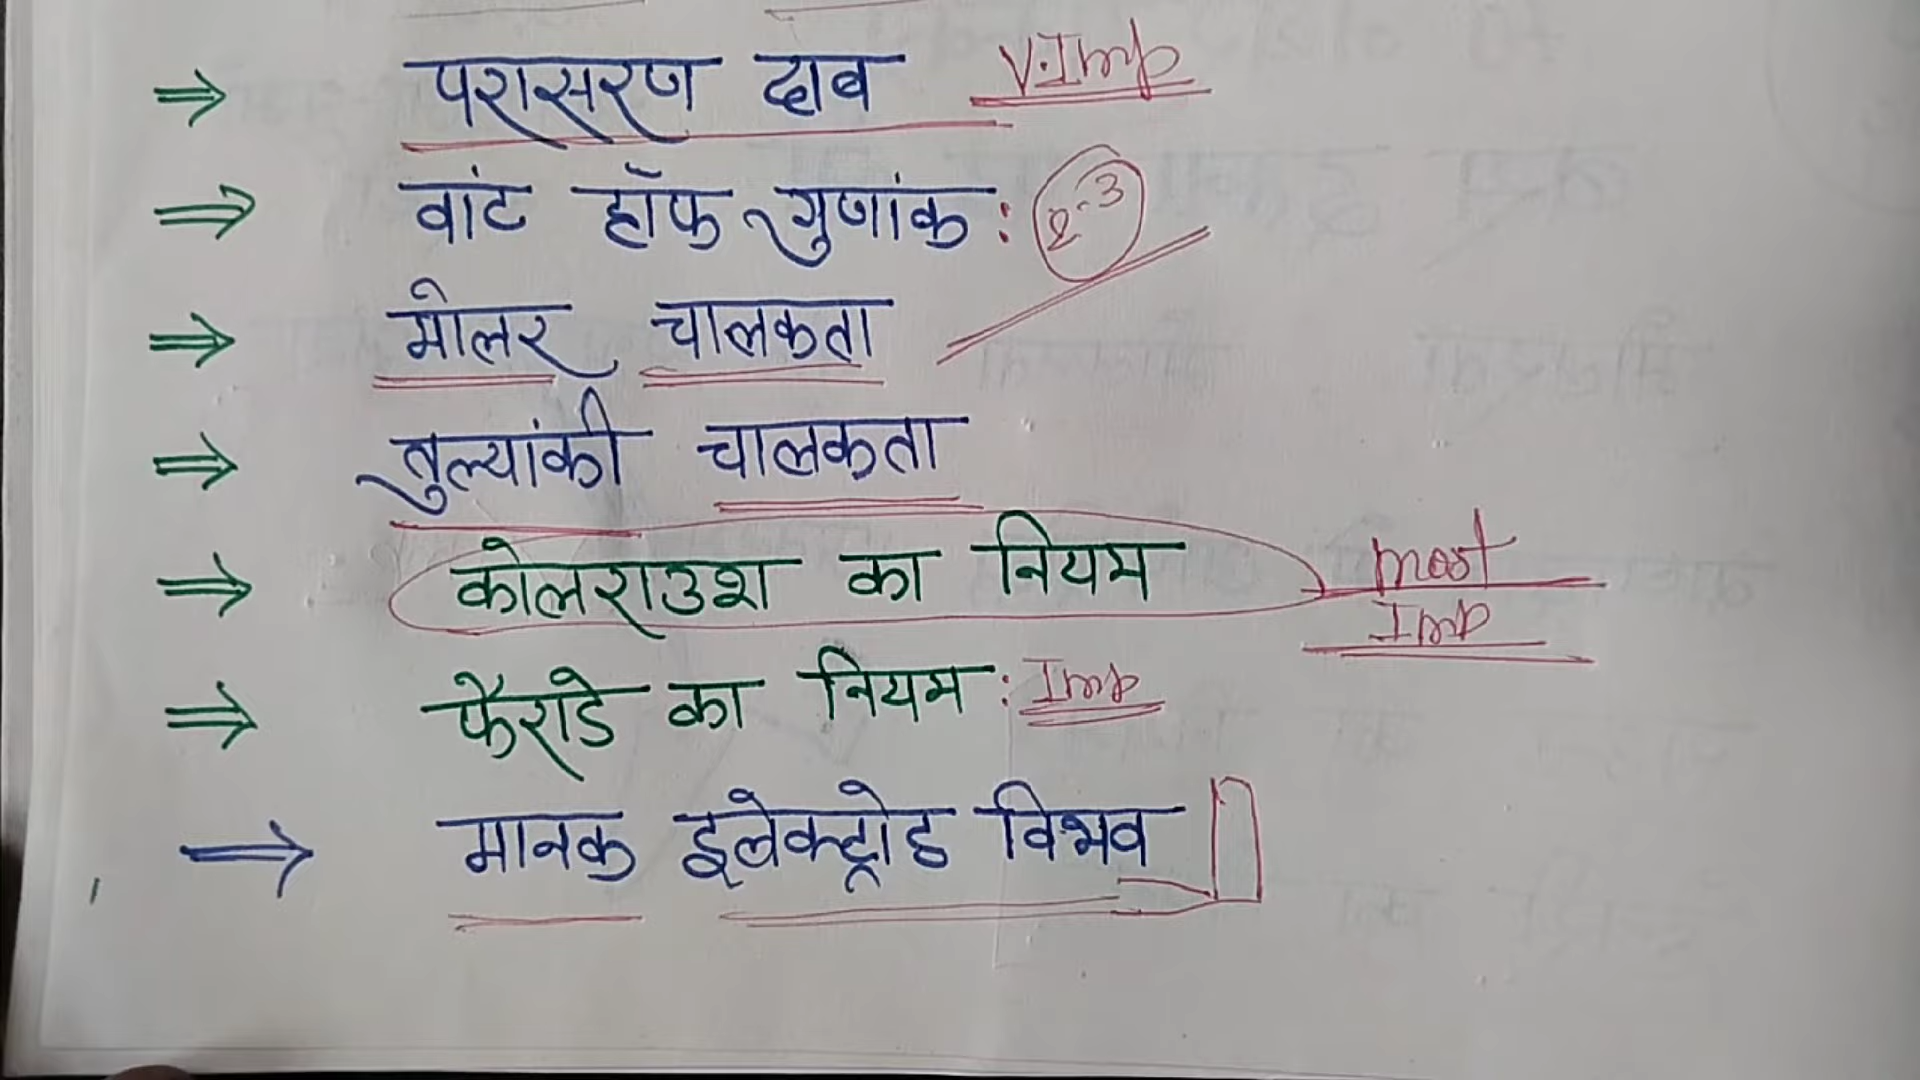 परासरण दाब V.Imp
वांट हॉफ गुणांक : 2-3
मोलर चालकता
तुल्यांकी चालकता
कोलराउश का नियम most
Imp
फैराडे का नियम : Imp
मानक इलेक्ट्रोड विभव